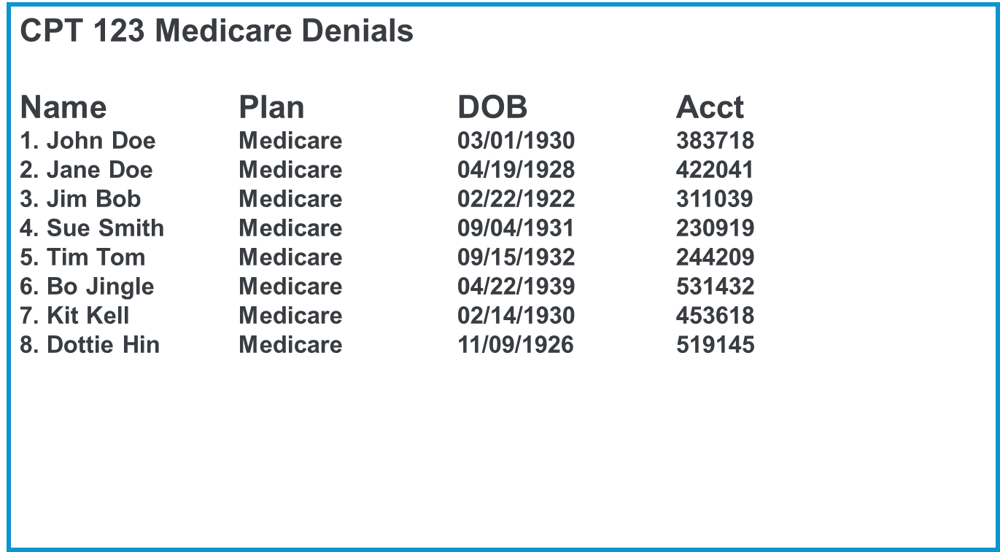 CPT 123 Medicare Denials
Name Plan DOB Acct
1. John Doe Medicare 03/01/1930 383718
2. Jane Doe Medicare 04/19/1928 422041
3. Jim Bob Medicare 02/22/1922 311039
4. Sue Smith Medicare 09/04/1931 230919
5. Tim Tom Medicare 09/15/1932 244209
6. Bo Jingle Medicare 04/22/1939 531432
7. Kit Kell Medicare 02/14/1930 453618
8. Dottie Hin Medicare 11/09/1926 519145